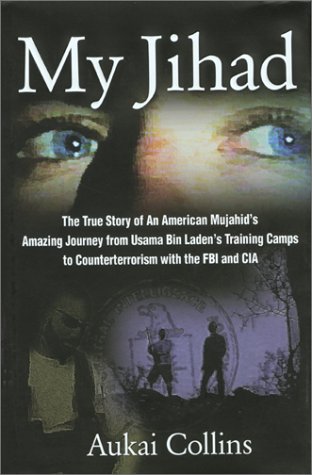 My Jihad
The True Story of An American Mujahid's
Amazing Journey from Usama Bin Laden's Training Camps
to Counterterrorism with the FBI and CIA
Aukai Collins